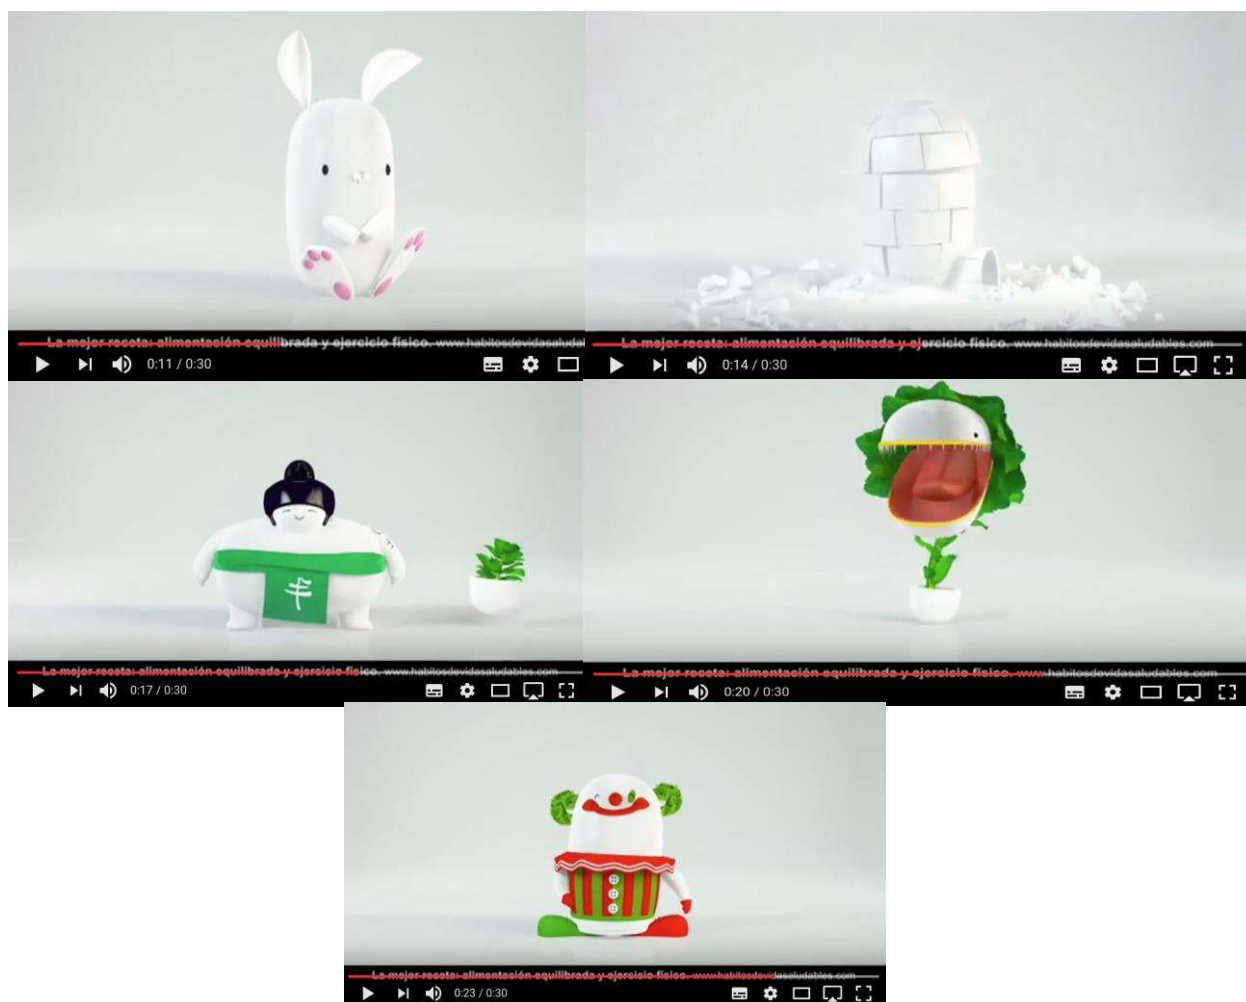 La mejor receta: alimentación equilibrada y ejercicio físico. www.habitosdevidasaludables.com
0:11 / 0:30
La mejor receta: alimentación equilibrada y ejercicio físico. www.habitosdevidasaludables.com
0:14 / 0:30
La mejor receta: alimentación equilibrada y ejercicio físico. www.habitosdevidasaludables.com
0:17 / 0:30
La mejor receta: alimentación equilibrada y ejercicio físico. www.habitosdevidasaludables.com
0:20 / 0:30
La mejor receta: alimentación equilibrada y ejercicio físico. www.habitosdevidasaludables.com
0:23 / 0:30